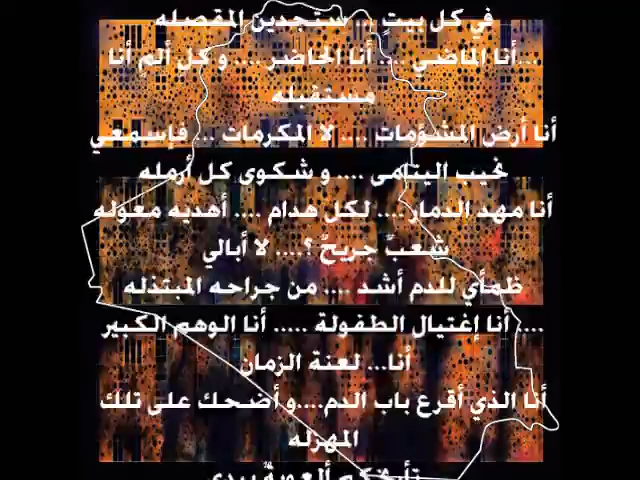 في كل بيتٍ ... ستجدين المقصله
...أنا الماضي .... أنا الحاضر .... و كل ألمٍ أنا
مستقبله
أنا أرض المشؤمات .... لا المكرمات ... فإسمعي
نحيب اليتامى .... و شكوى كل أرمله
أنا مهد الدمار.... لكل هدام .... أهديه معوله
شعبٌ جريحٌ ؟.... لا أبالي
ظمأي للدم أشد .... من جراحه المبتذله
.... أنا إغتيال الطفولة ..... أنا الوهم الكبير
أنا... لعنة الزمان
أنا الذي أقرع باب الدم....و أضحك على تلك
المهزله